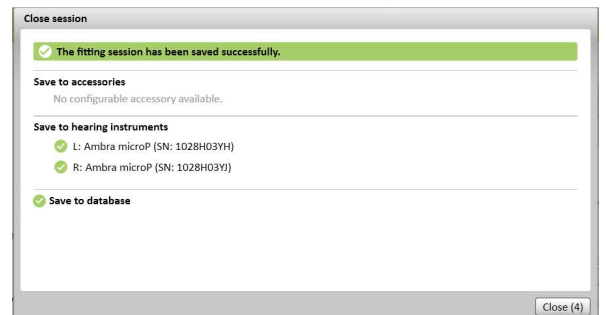 Close session
The fitting session has been saved successfully.
Save to accessories
No configurable accessory available.
Save to hearing instruments
L: Ambra microP (SN: 1028H03YH)
R: Ambra microP (SN: 1028H03YJ)
Save to database
Close (4)